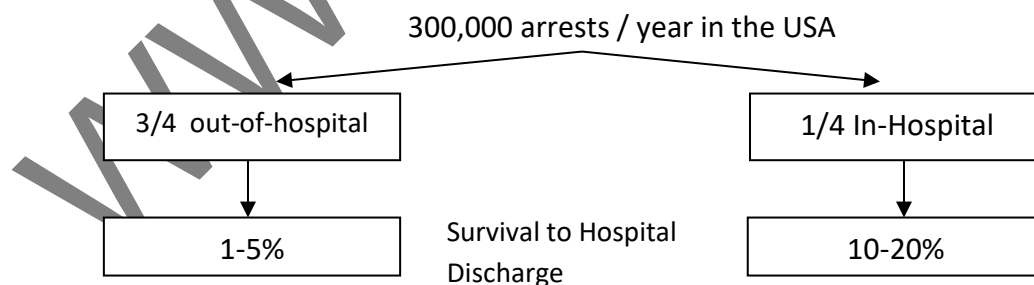 300,000 arrests / year in the USA
3/4 out-of-hospital
1/4 In-Hospital
1-5%
Survival to Hospital
Discharge
10-20%